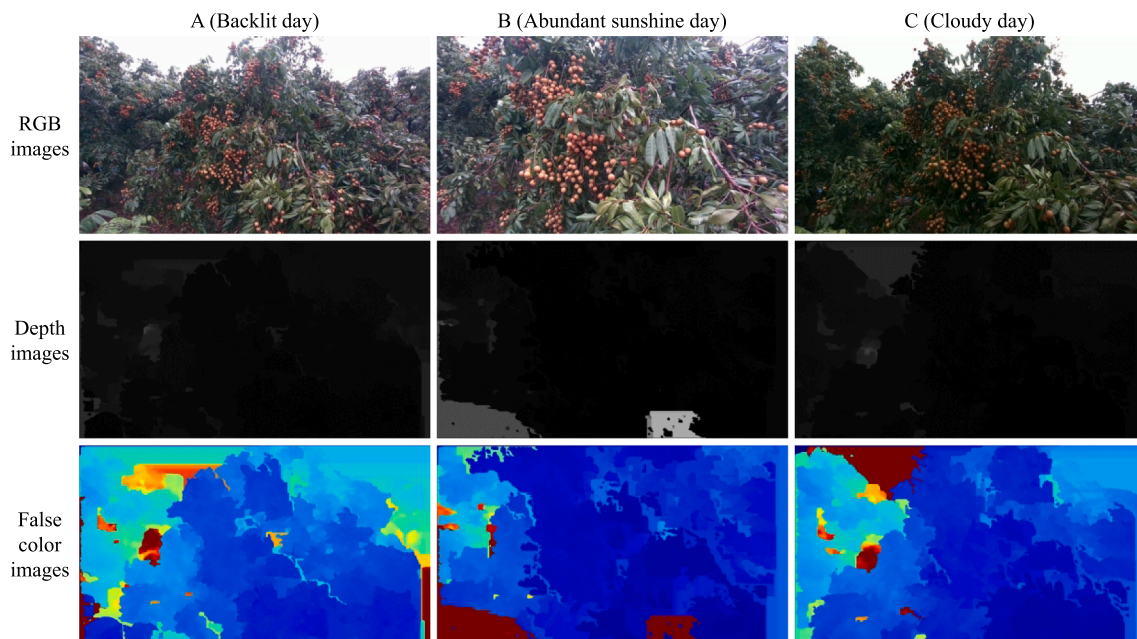 A (Backlit day)
B (Abundant sunshine day)
C (Cloudy day)
RGB
images
Depth
images
False
color
images